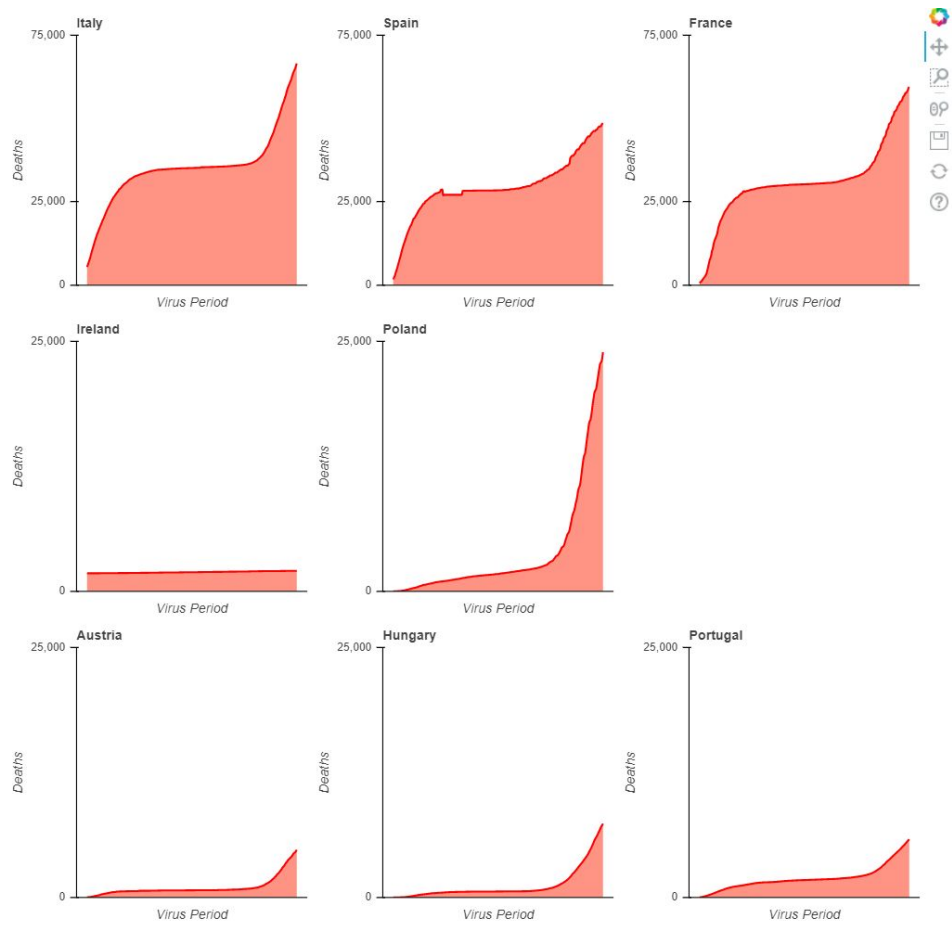 Italy
75,000
25,000
0
Deaths
Virus Period
Spain
75,000
25,000
0
Deaths
Virus Period
France
75,000
25,000
0
Deaths
Virus Period
Ireland
25,000
0
Deaths
Virus Period
Poland
25,000
0
Deaths
Virus Period
Austria
25,000
0
Deaths
Virus Period
Hungary
25,000
0
Deaths
Virus Period
Portugal
25,000
0
Deaths
Virus Period